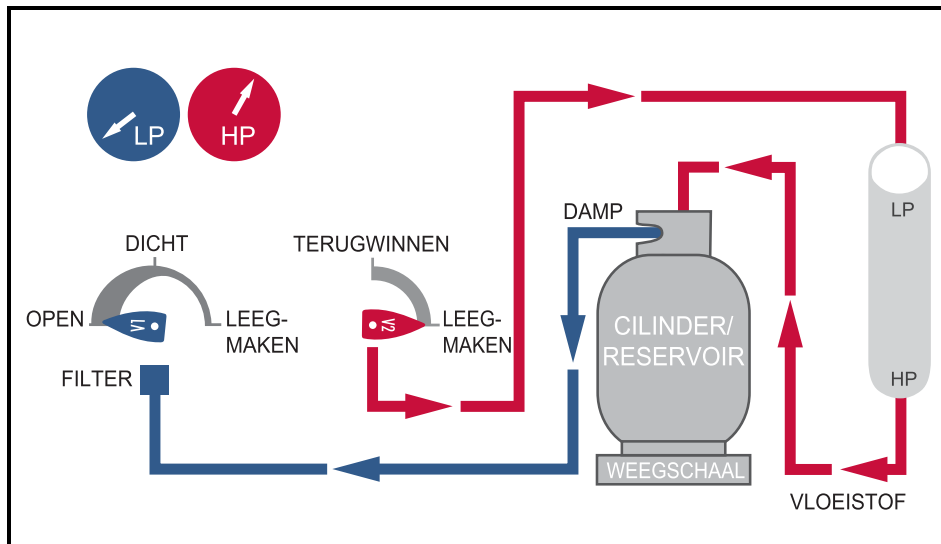 LP
HP
DICHT
OPEN
LEEG-
MAKEN
V1
FILTER
TERUGWINNEN
LEEG-
MAKEN
V2
DAMP
CILINDER/
RESERVOIR
WEEGSCHAAL
LP
HP
VLOEISTOF